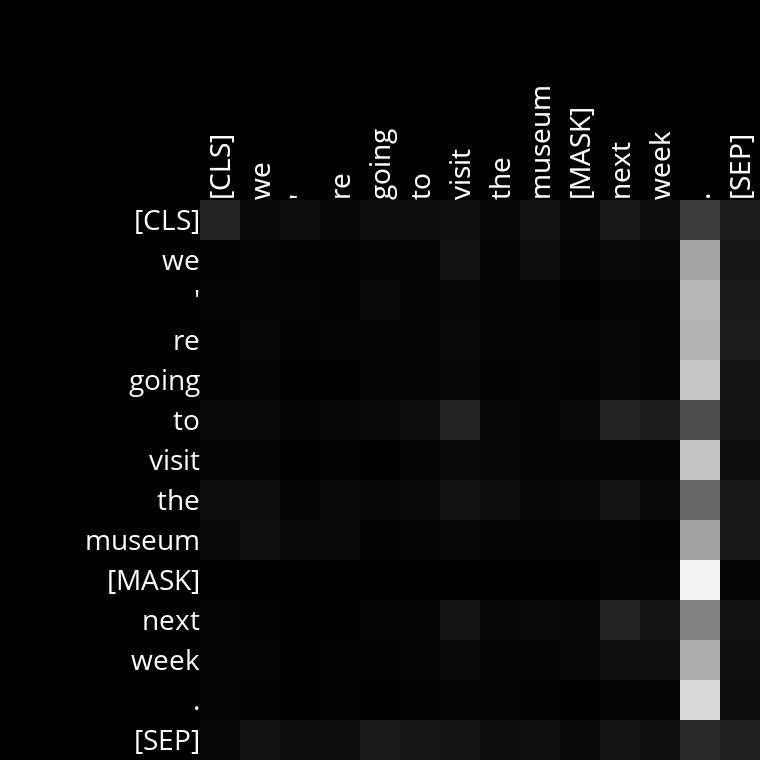 [CLS] we ' re going to visit the museum [MASK] next week . [SEP]
[CLS]
we
'
re
going
to
visit
the
museum
[MASK]
next
week
.
[SEP]